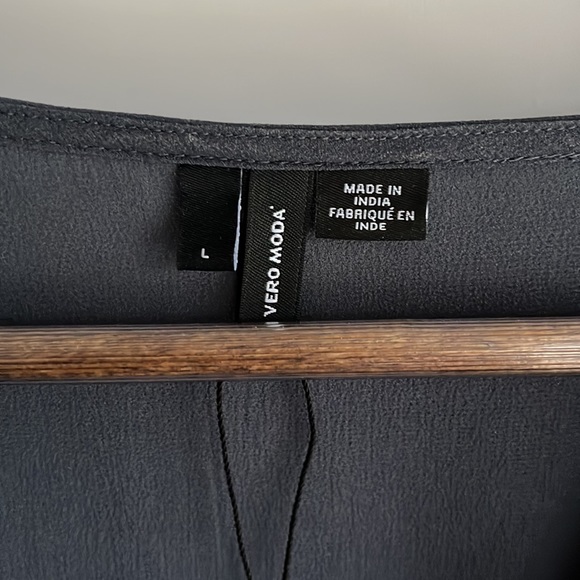 L
VERO MODA
MADE IN
INDIA
FABRIQUÉ EN
INDE